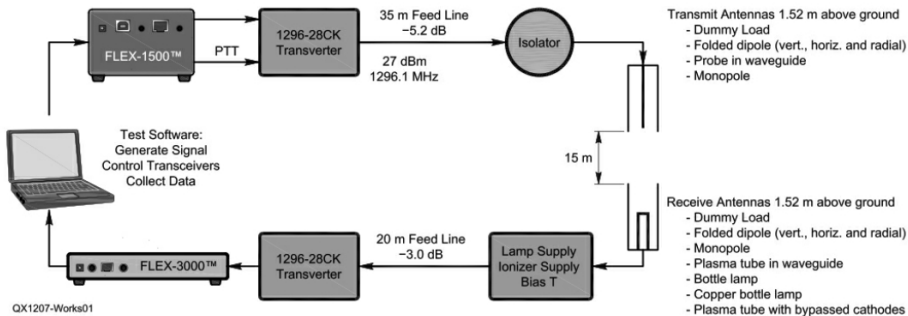 FLEX-1500™
PTT
1296-28CK
Transverter
35 m Feed Line
−5.2 dB
27 dBm
1296.1 MHz
Isolator
Transmit Antennas 1.52 m above ground
- Dummy Load
- Folded dipole (vert., horiz. and radial)
- Probe in waveguide
- Monopole
Test Software:
Generate Signal
Control Transceivers
Collect Data
15 m
Receive Antennas 1.52 m above ground
- Dummy Load
- Folded dipole (vert., horiz. and radial)
- Monopole
- Plasma tube in waveguide
- Bottle lamp
- Copper bottle lamp
- Plasma tube with bypassed cathodes
FLEX-3000™
1296-28CK
Transverter
20 m Feed Line
−3.0 dB
Lamp Supply
Ionizer Supply
Bias T
QX1207-Works01